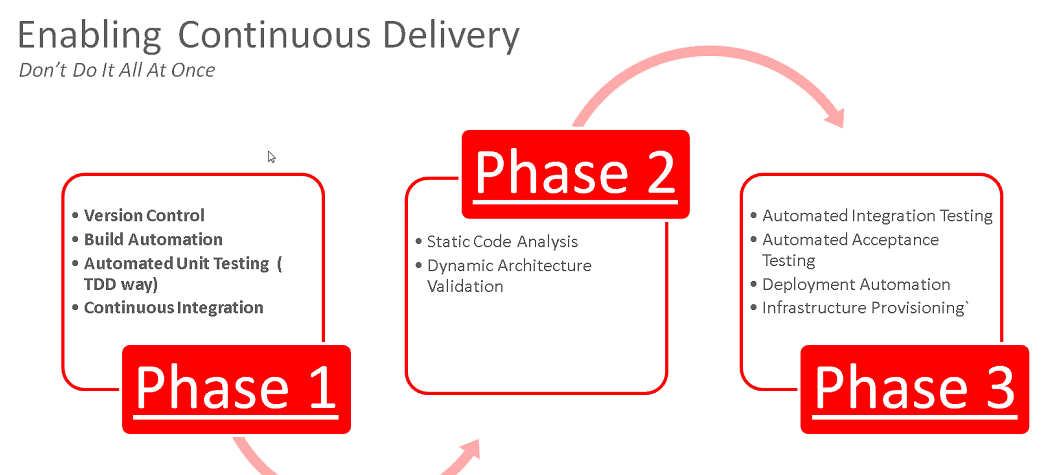 Enabling Continuous Delivery
Don't Do It All At Once
• Version Control
• Build Automation
• Automated Unit Testing (
TDD way)
• Continuous Integration
Phase 1
Phase 2
• Static Code Analysis
• Dynamic Architecture
Validation
• Automated Integration Testing
• Automated Acceptance
Testing
• Deployment Automation
• Infrastructure Provisioning`
Phase 3